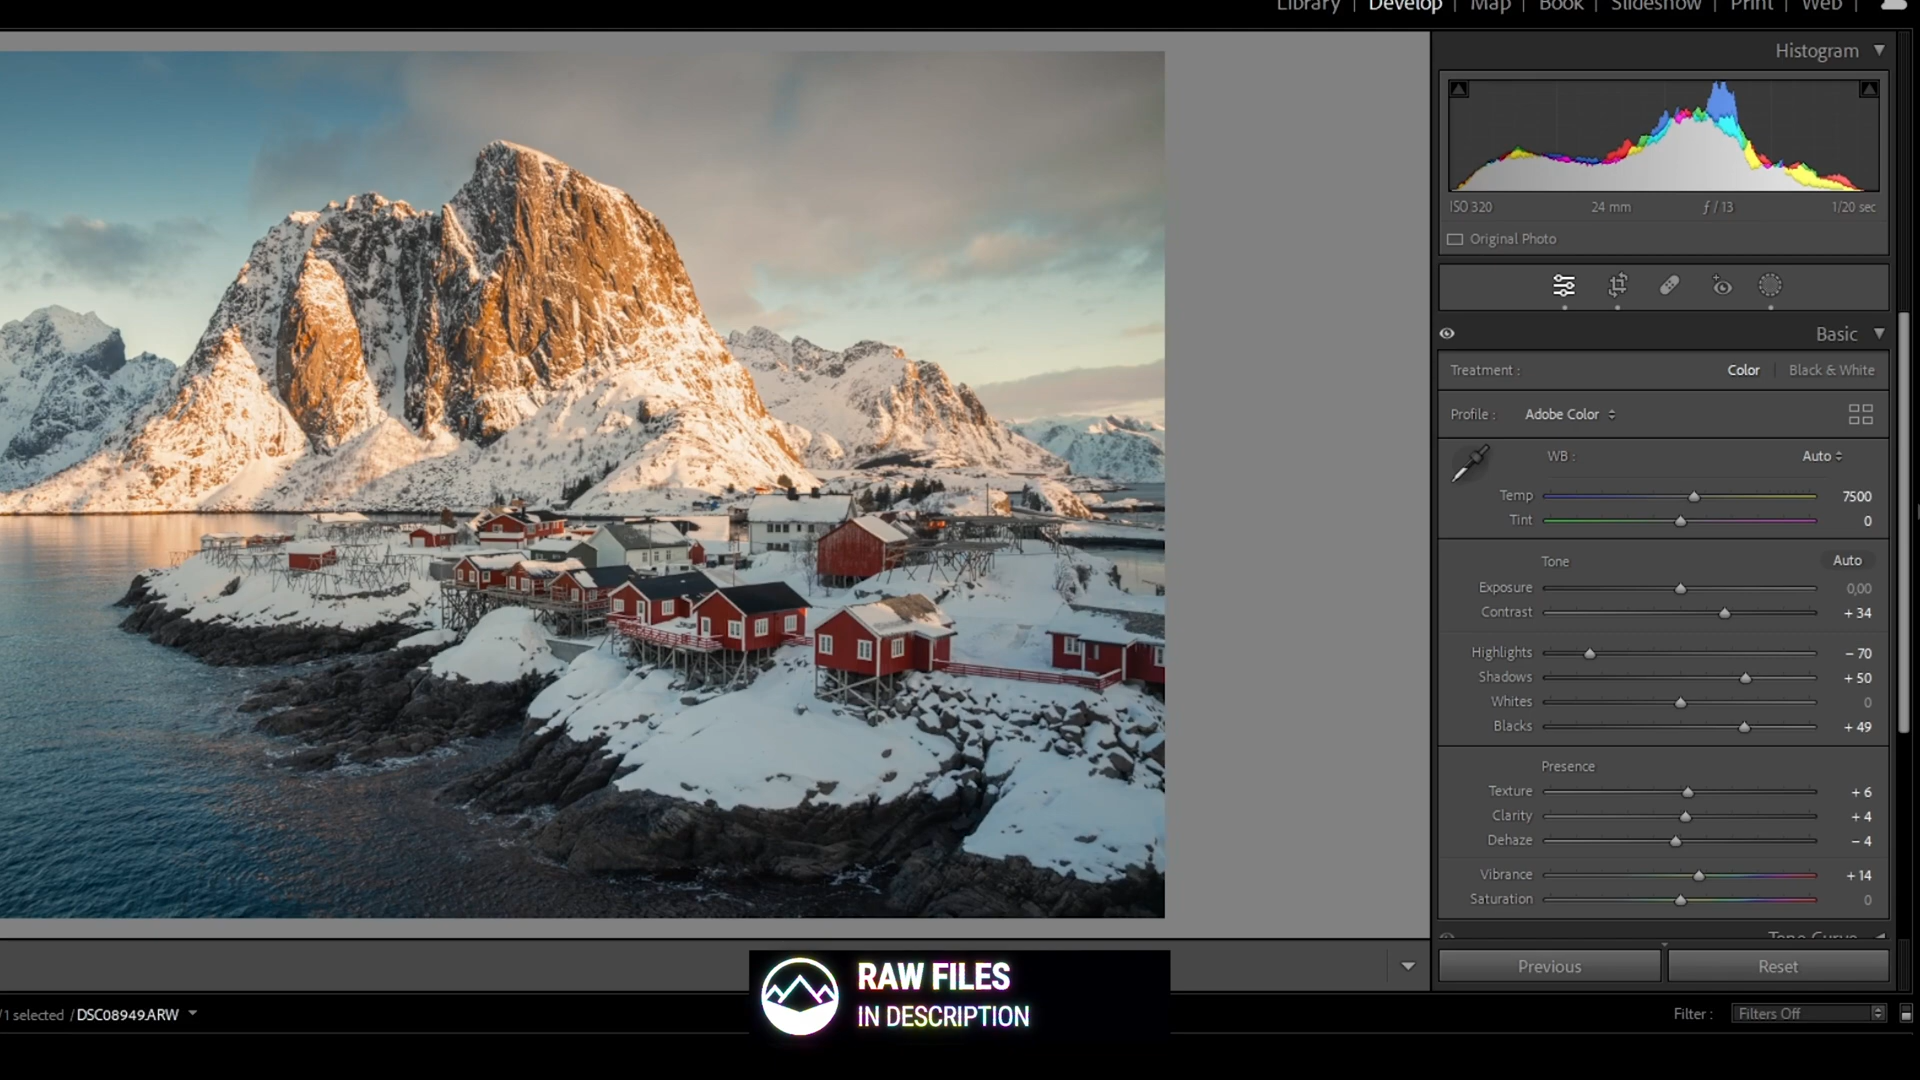 Library | Develop | Map | Book | Slideshow | Print | Web |
Histogram
ISO 320 24 mm ƒ / 13 1/20 sec
Original Photo
Basic
Treatment : Color Black & White
Profile : Adobe Color
WB : Auto
Temp 7500
Tint 0
Tone Auto
Exposure 0,00
Contrast + 34
Highlights – 70
Shadows + 50
Whites 0
Blacks + 49
Presence
Texture + 6
Clarity + 4
Dehaze – 4
Vibrance + 14
Saturation 0
Tone Curve
Previous Reset
RAW FILES
IN DESCRIPTION
/1 selected / DSC08949.ARW
Filter : Filters Off